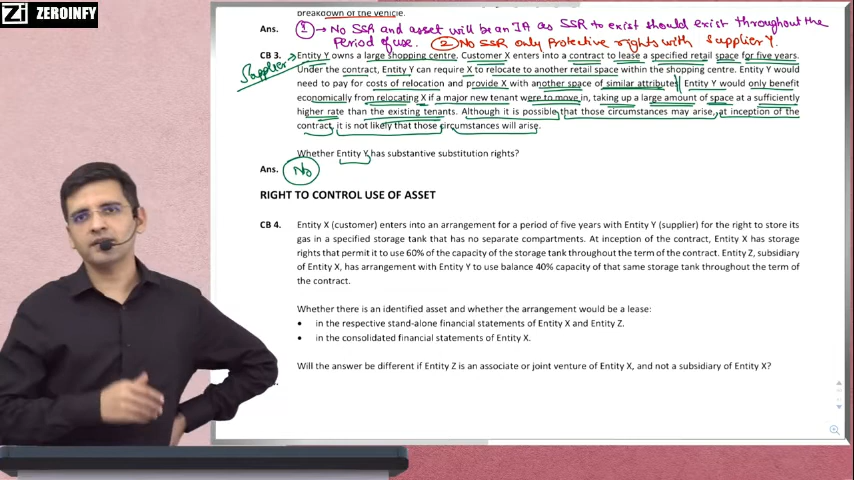 Zi ZEROINFY
breakdown of the vehicle.
Ans. ① → No SSR and asset will be an IA as SSR to exist should exist throughout the
Period of use. ② No SSR only Protective rights with Supplier Y.
Supplier
CB 3. Entity Y owns a large shopping centre. Customer X enters into a contract to lease a specified retail space for five years.
Under the contract, Entity Y can require X to relocate to another retail space within the shopping centre. Entity Y would
need to pay for costs of relocation and provide X with another space of similar attributes. Entity Y would only benefit
economically from relocating X if a major new tenant were to move in, taking up a large amount of space at a sufficiently
higher rate than the existing tenants. Although it is possible that those circumstances may arise, at inception of the
contract, it is not likely that those circumstances will arise.
Whether Entity Y has substantive substitution rights?
Ans. No
RIGHT TO CONTROL USE OF ASSET
CB 4. Entity X (customer) enters into an arrangement for a period of five years with Entity Y (supplier) for the right to store its
gas in a specified storage tank that has no separate compartments. At inception of the contract, Entity X has storage
rights that permit it to use 60% of the capacity of the storage tank throughout the term of the contract. Entity Z, subsidiary
of Entity X, has arrangement with Entity Y to use balance 40% capacity of that same storage tank throughout the term of
the contract.
Whether there is an identified asset and whether the arrangement would be a lease:
• in the respective stand-alone financial statements of Entity X and Entity Z.
• in the consolidated financial statements of Entity X.
Will the answer be different if Entity Z is an associate or joint venture of Entity X, and not a subsidiary of Entity X?